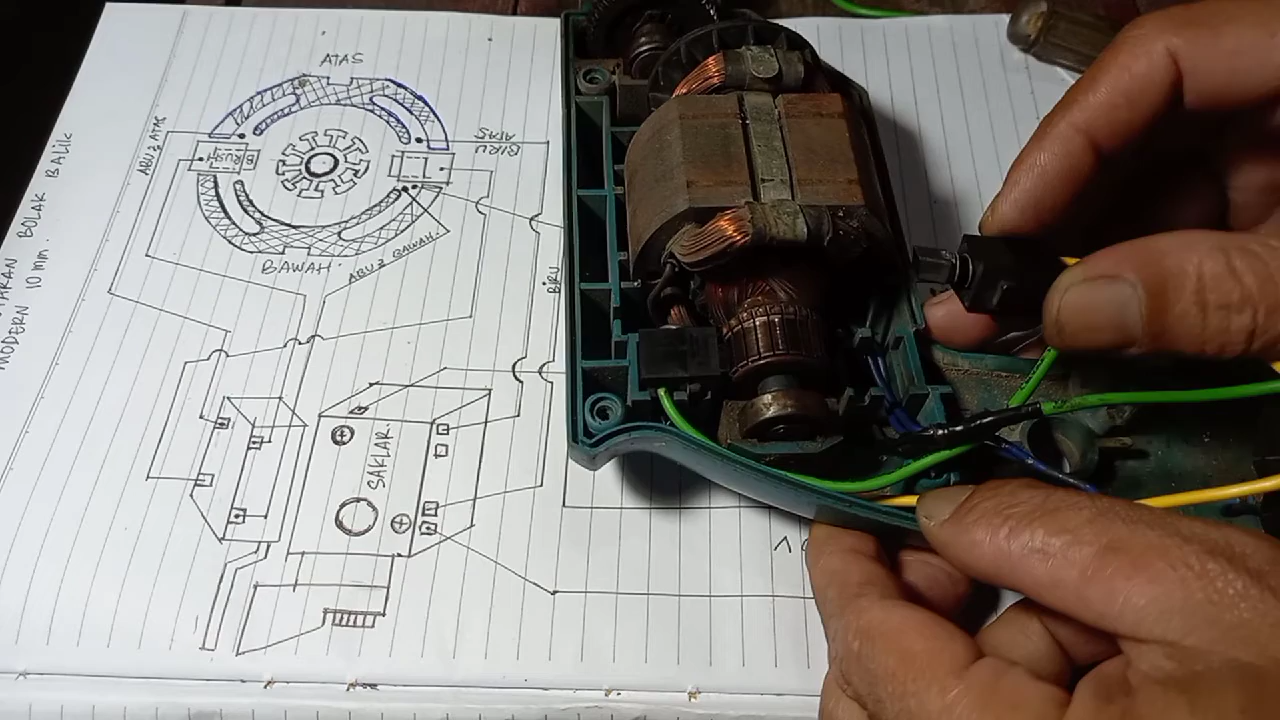 MODERN 10 mm. BOLAK BALIK
ATAS
ABU2 ATAS
BRUSH
BIRU
ATAS
BAWAH.
ABU2 BAWAH.
BIRU
SAKLAR